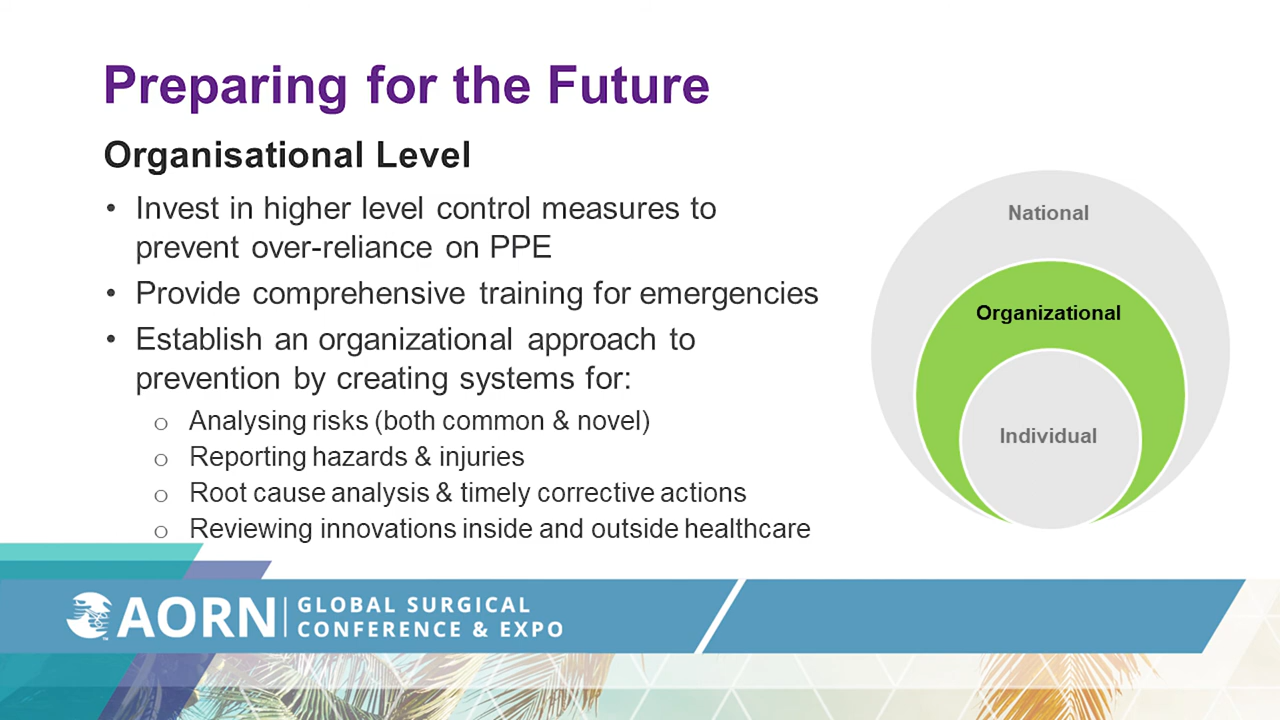 Preparing for the Future
Organisational Level
• Invest in higher level control measures to
prevent over-reliance on PPE
• Provide comprehensive training for emergencies
• Establish an organizational approach to
prevention by creating systems for:
o Analysing risks (both common & novel)
o Reporting hazards & injuries
o Root cause analysis & timely corrective actions
o Reviewing innovations inside and outside healthcare
National
Organizational
Individual
AORN
GLOBAL SURGICAL
CONFERENCE & EXPO